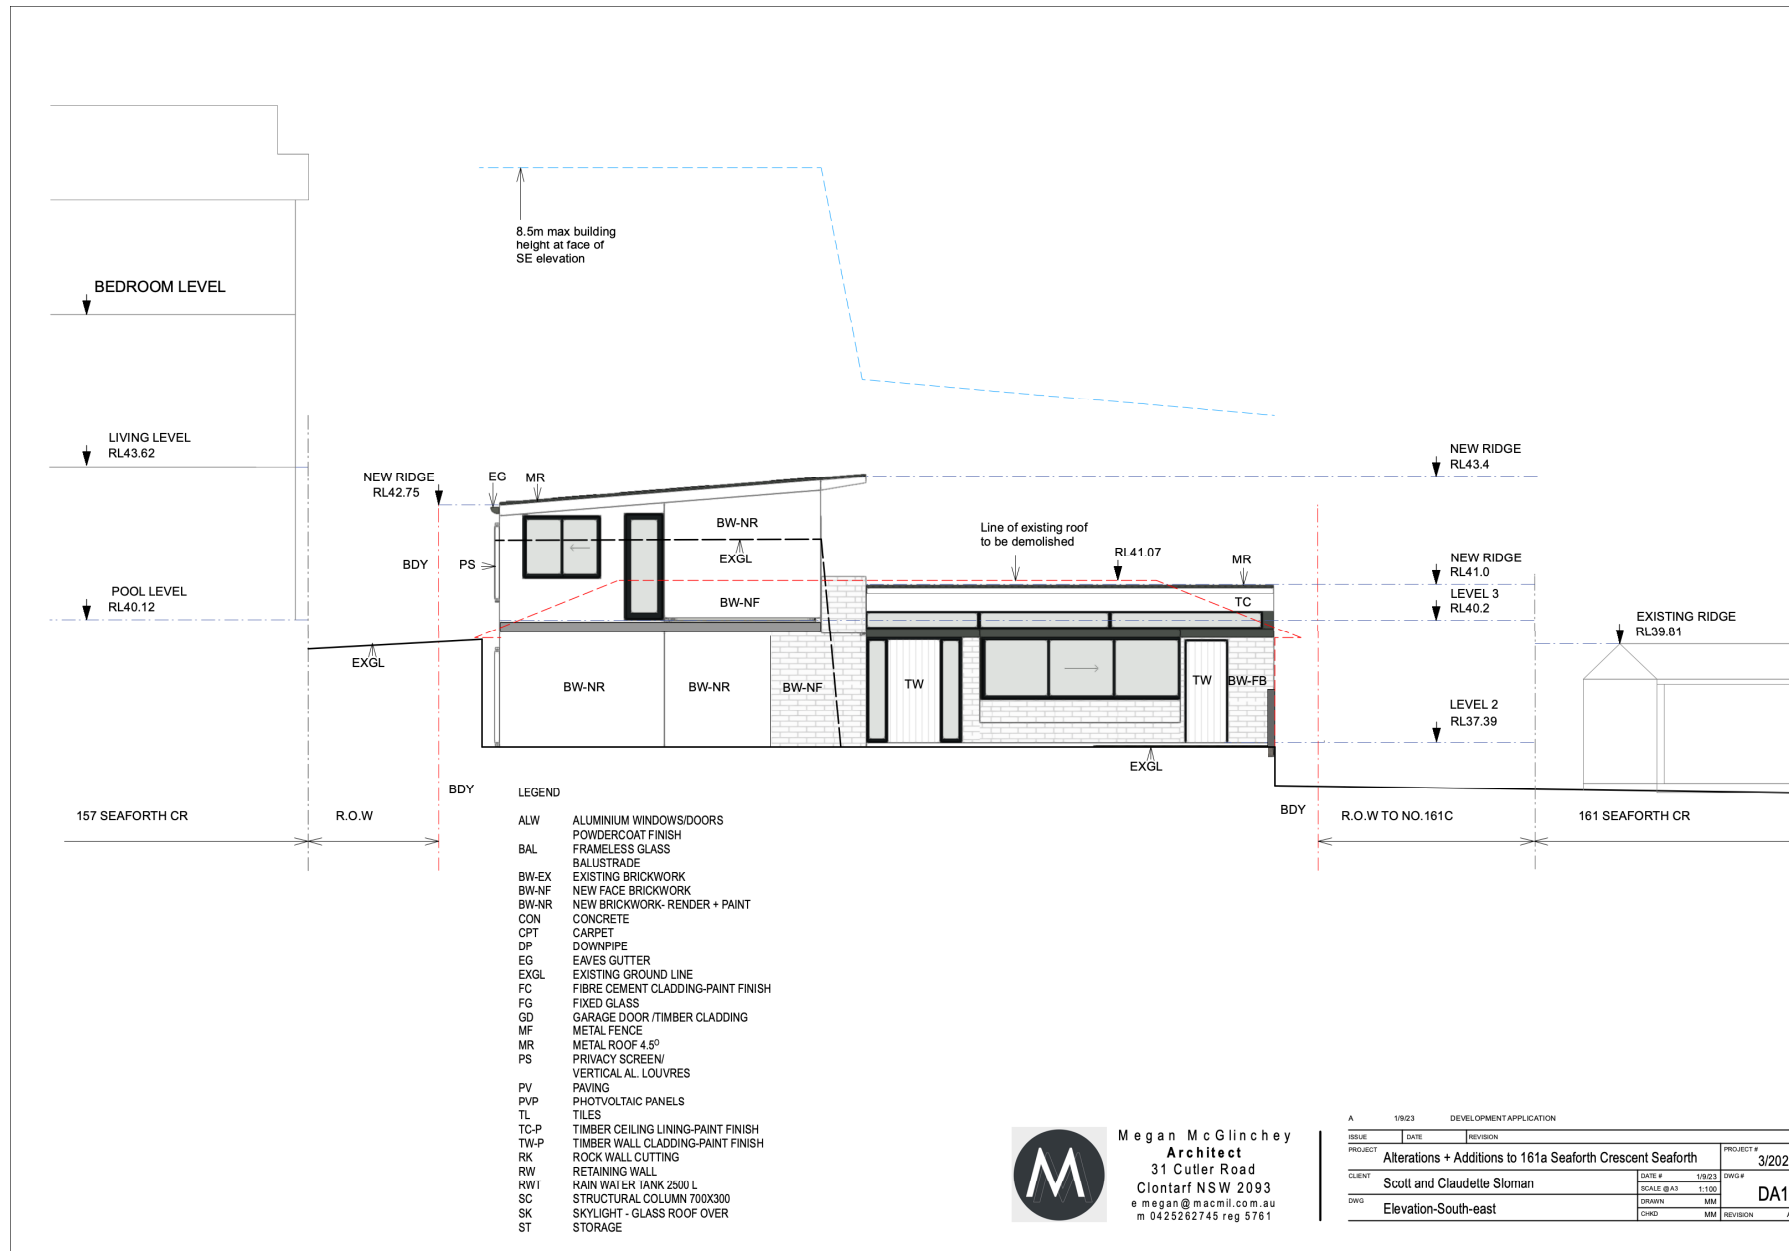 8.5m max building
height at face of
SE elevation
BEDROOM LEVEL
LIVING LEVEL
RL43.62
POOL LEVEL
RL40.12
EXGL
NEW RIDGE
RL42.75
EG
MR
BDY
PS
BW-NR
EXGL
BW-NF
Line of existing roof
to be demolished
RL41.07
MR
TC
NEW RIDGE
RL43.4
NEW RIDGE
RL41.0
LEVEL 3
RL40.2
EXISTING RIDGE
RL39.81
BW-NR
BW-NR
BW-NF
TW
TW
BW-FB
LEVEL 2
RL37.39
EXGL
BDY
BDY
157 SEAFORTH CR
R.O.W
R.O.W TO NO.161C
161 SEAFORTH CR
LEGEND
ALW ALUMINIUM WINDOWS/DOORS
POWDERCOAT FINISH
BAL FRAMELESS GLASS
BALUSTRADE
BW-EX EXISTING BRICKWORK
BW-NF NEW FACE BRICKWORK
BW-NR NEW BRICKWORK- RENDER + PAINT
CON CONCRETE
CPT CARPET
DP DOWNPIPE
EG EAVES GUTTER
EXGL EXISTING GROUND LINE
FC FIBRE CEMENT CLADDING-PAINT FINISH
FG FIXED GLASS
GD GARAGE DOOR /TIMBER CLADDING
MF METAL FENCE
MR METAL ROOF 4.5⁰
PS PRIVACY SCREEN/
VERTICAL AL. LOUVRES
PV PAVING
PVP PHOTVOLTAIC PANELS
TL TILES
TC-P TIMBER CEILING LINING-PAINT FINISH
TW-P TIMBER WALL CLADDING-PAINT FINISH
RK ROCK WALL CUTTING
RW RETAINING WALL
RWT RAIN WATER TANK 2500 L
SC STRUCTURAL COLUMN 700X300
SK SKYLIGHT - GLASS ROOF OVER
ST STORAGE
M
Megan McGlinchey
Architect
31 Cutler Road
Clontarf NSW 2093
e megan@macmil.com.au
m 0425262745 reg 5761
A 1/9/23 DEVELOPMENT APPLICATION
ISSUE DATE REVISION
PROJECT Alterations + Additions to 161a Seaforth Crescent Seaforth PROJECT # 3/202
CLIENT Scott and Claudette Sloman DATE # 1/9/23 DWG #
SCALE @ A3 1:100 DA1
DWG Elevation-South-east DRAWN MM
CHKD MM REVISION